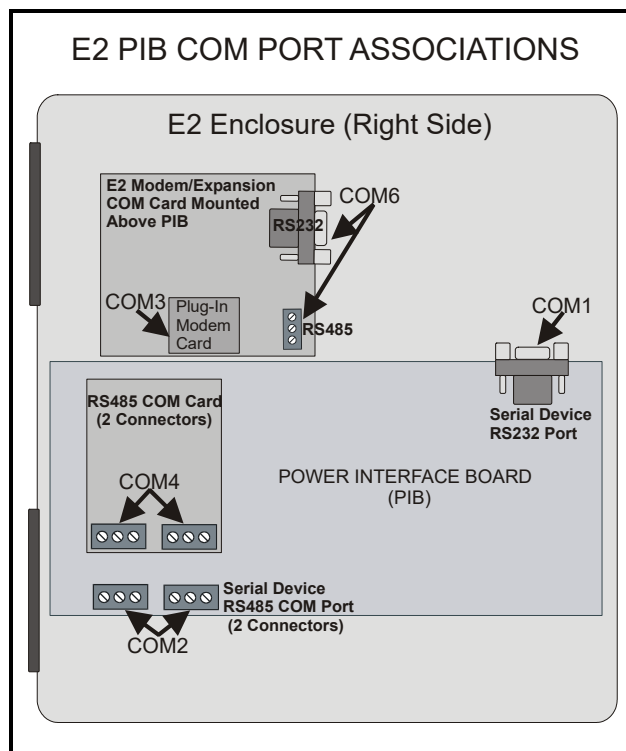 E2 PIB COM PORT ASSOCIATIONS
E2 Enclosure (Right Side)
E2 Modem/Expansion
COM Card Mounted
Above PIB
COM6
RS232
COM3
Plug-In
Modem
Card
RS485
COM1
RS485 COM Card
(2 Connectors)
Serial Device
RS232 Port
COM4
POWER INTERFACE BOARD
(PIB)
Serial Device
RS485 COM Port
(2 Connectors)
COM2